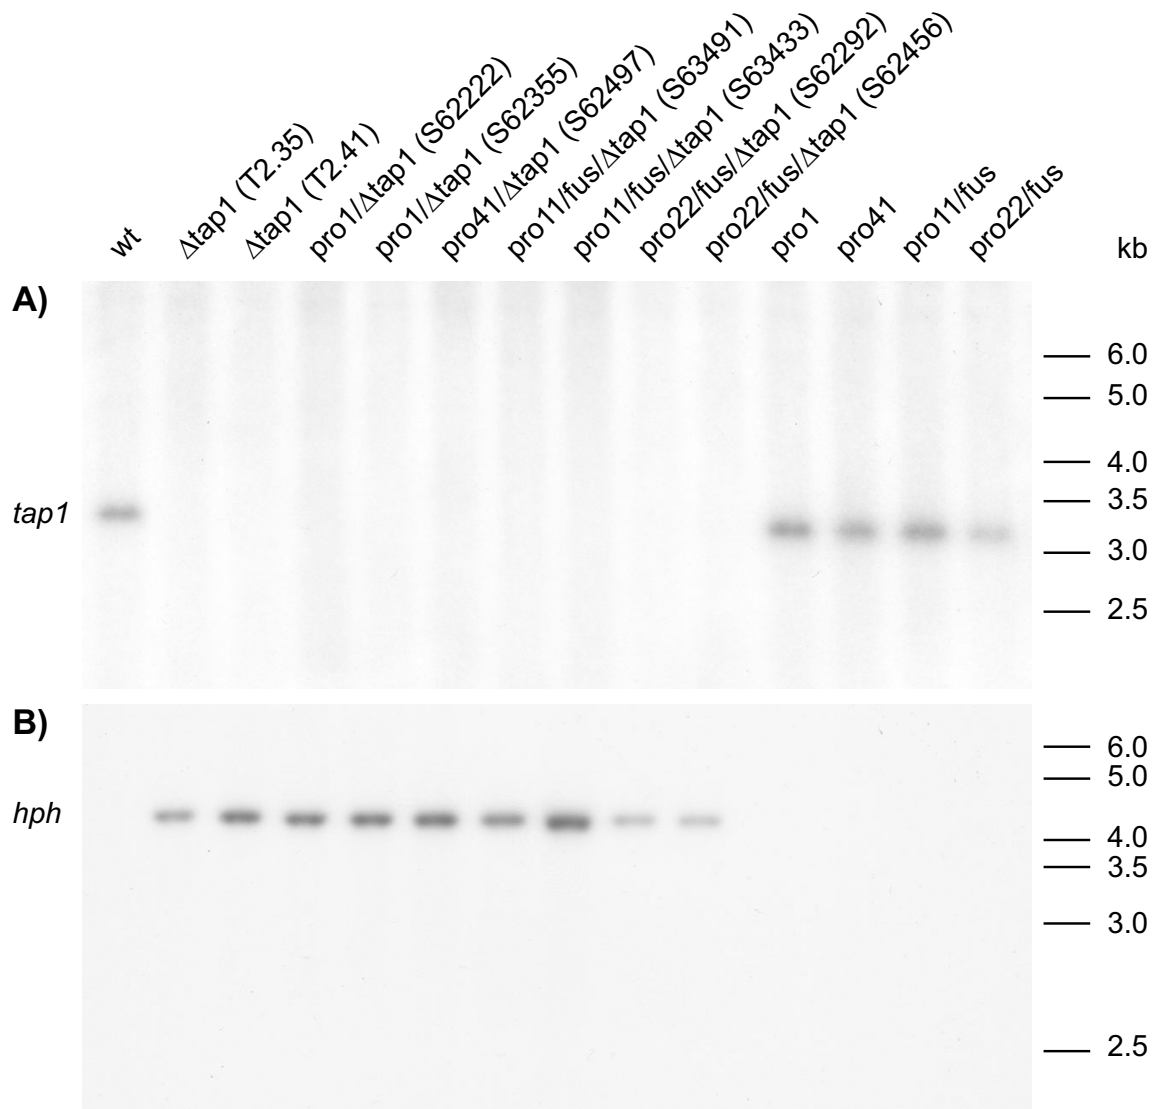 wt
Δtap1 (T2.35)
Δtap1 (T2.41)
pro1/Δtap1 (S62222)
pro1/Δtap1 (S62355)
pro41/Δtap1 (S62497)
pro11/fus/Δtap1 (S63491)
pro11/fus/Δtap1 (S63433)
pro22/fus/Δtap1 (S62292)
pro22/fus/Δtap1 (S62456)
pro1
pro41
pro11/fus
pro22/fus
kb
A)
6.0
5.0
4.0
3.5
tap1
3.0
2.5
B)
6.0
5.0
hph
4.0
3.5
3.0
2.5